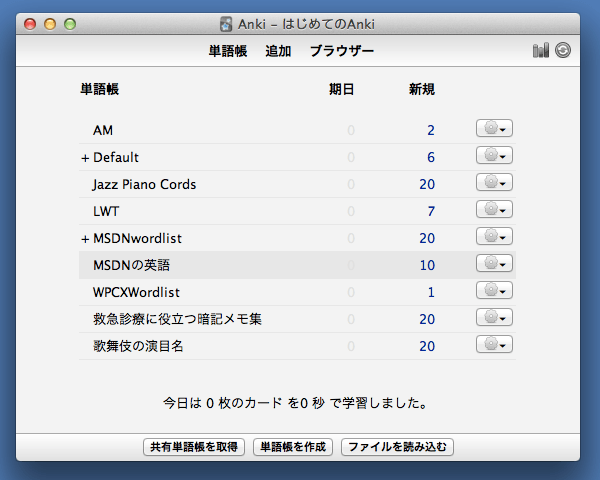 Anki - はじめてのAnki
単語帳 追加 ブラウザー
単語帳 期日 新規
AM 0 2
+ Default 0 6
Jazz Piano Cords 0 20
LWT 0 7
+ MSDNwordlist 0 20
MSDNの英語 0 10
WPCXWordlist 0 1
救急診療に役立つ暗記メモ集 0 20
歌舞伎の演目名 0 20
今日は 0 枚のカード を0 秒 で学習しました。
共有単語帳を取得 単語帳を作成 ファイルを読み込む